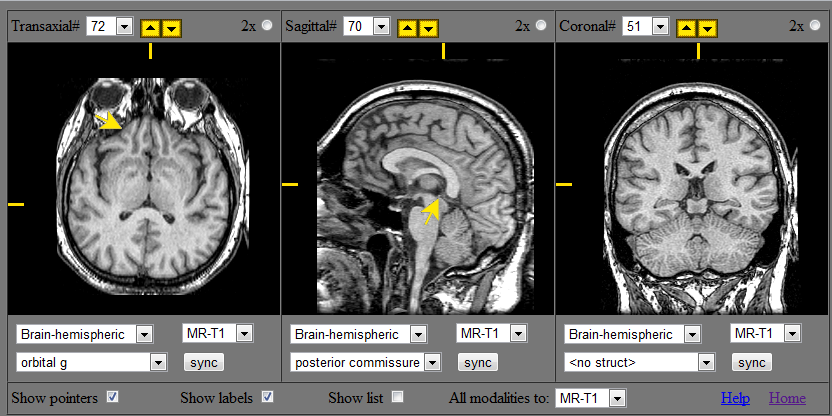 Transaxial# 72 2x Sagittal# 70 2x Coronal# 51 2x
Brain-hemispheric MR-T1 Brain-hemispheric MR-T1 Brain-hemispheric MR-T1
orbital g sync posterior commissure sync <no struct> sync
Show pointers Show labels Show list All modalities to: MR-T1 Help Home